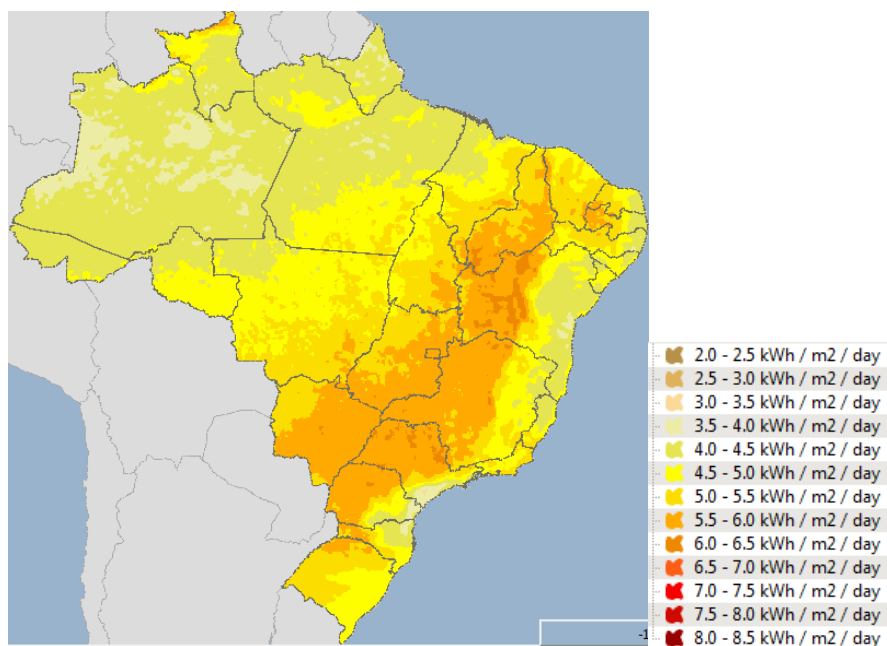 2.0 - 2.5 kWh / m2 / day
2.5 - 3.0 kWh / m2 / day
3.0 - 3.5 kWh / m2 / day
3.5 - 4.0 kWh / m2 / day
4.0 - 4.5 kWh / m2 / day
4.5 - 5.0 kWh / m2 / day
5.0 - 5.5 kWh / m2 / day
5.5 - 6.0 kWh / m2 / day
6.0 - 6.5 kWh / m2 / day
6.5 - 7.0 kWh / m2 / day
7.0 - 7.5 kWh / m2 / day
7.5 - 8.0 kWh / m2 / day
8.0 - 8.5 kWh / m2 / day
-1